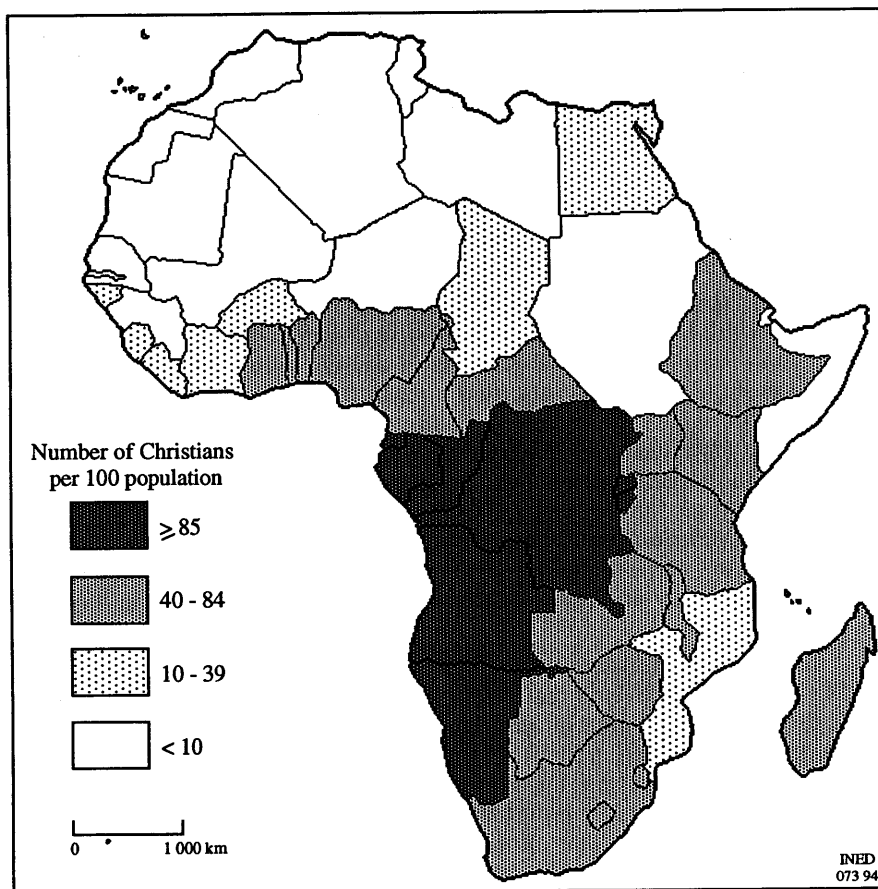 Number of Christians
per 100 population
≥ 85
40 - 84
10 - 39
< 10
0 1 000 km
INED
073 94